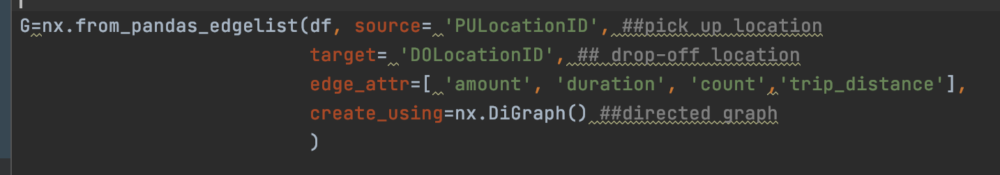 G=nx.from_pandas_edgelist(df, source= 'PULocationID', ##pick up location
target= 'DOLocationID', ## drop-off location
edge_attr=[ 'amount', 'duration', 'count','trip_distance'],
create_using=nx.DiGraph() ##directed graph
)